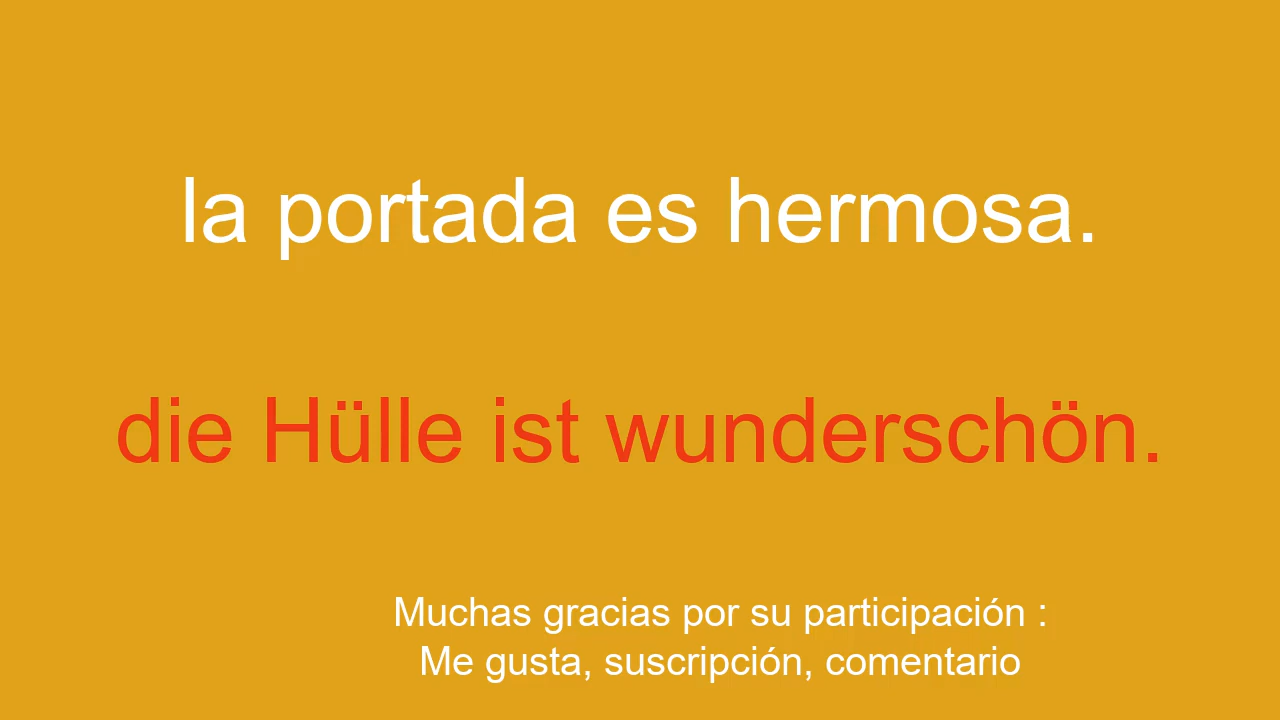 la portada es hermosa.
die Hülle ist wunderschön.
Muchas gracias por su participación :
Me gusta, suscripción, comentario